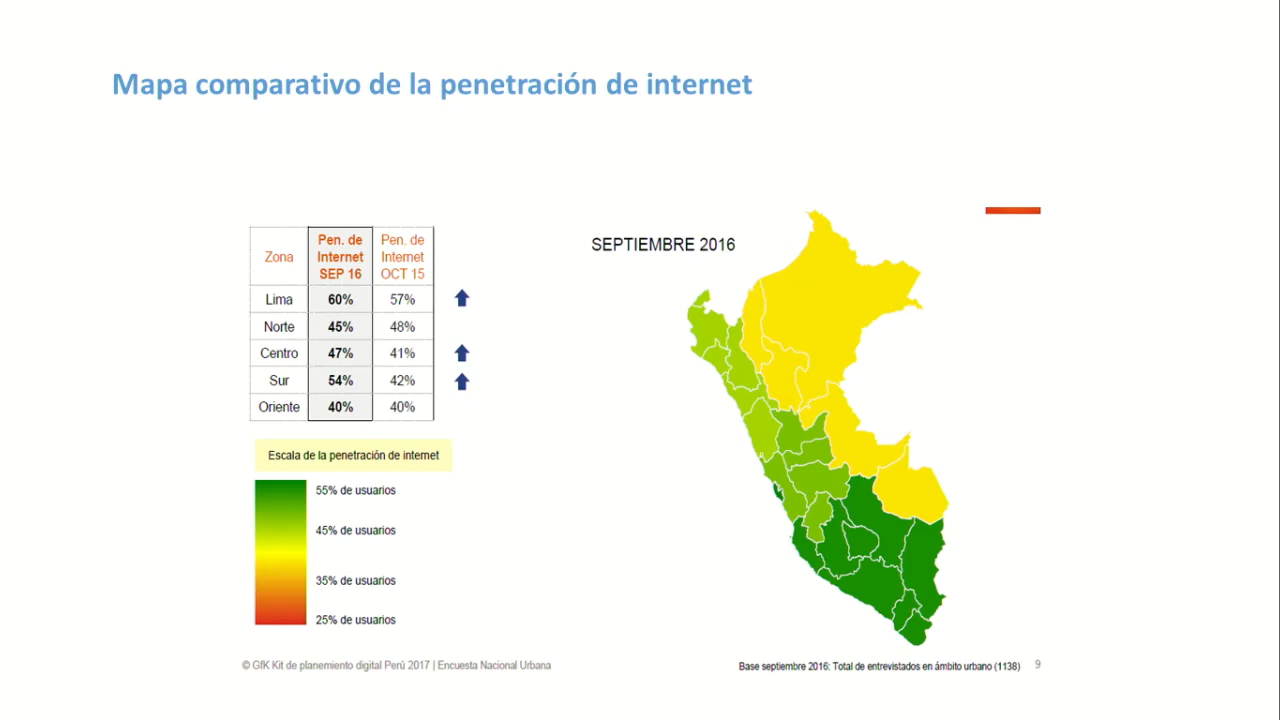 Mapa comparativo de la penetración de internet
SEPTIEMBRE 2016
Zona
Pen. de
Internet
SEP 16
Pen. de
Internet
OCT 15
Lima 60% 57%
Norte 45% 48%
Centro 47% 41%
Sur 54% 42%
Oriente 40% 40%
Escala de la penetración de internet
55% de usuarios
45% de usuarios
35% de usuarios
25% de usuarios
© GfK Kit de planemiento digital Perú 2017 | Encuesta Nacional Urbana
Base septiembre 2016: Total de entrevistados en ámbito urbano (1138)
9